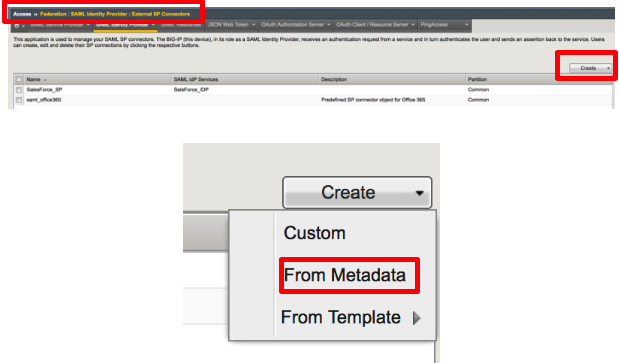 Access ›› Federation : SAML Identity Provider : External SP Connectors
SAML Service Provider SAML Identity Provider SAML Resources JSON Web Token OAuth Authorization Server OAuth Client / Resource Server PingAccess
This application is used to manage your SAML SP connectors. The BIG-IP (this device), in its role as a SAML Identity Provider, receives an authentication request from a service and in turn authenticates the user and sends an assertion back to the service. Users
can create, edit and delete their SP connections by clicking the respective buttons.
Create
Name SAML IdP Services Description Partition
SalesForce_SP SaleForce_IDP Common
saml_office365 Predefined SP connector object for Office 365 Common
Create
Custom
From Metadata
From Template